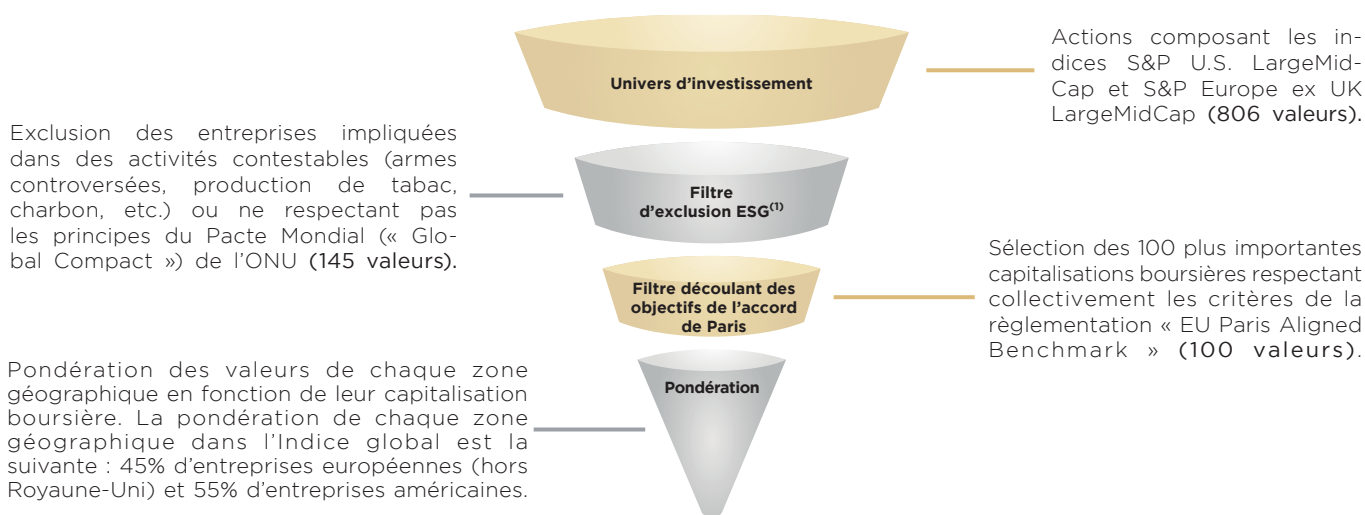 Univers d’investissement
Actions composant les in-
dices S&P U.S. LargeMid-
Cap et S&P Europe ex UK
LargeMidCap (806 valeurs).
Exclusion des entreprises impliquées
dans des activités contestables (armes
controversées, production de tabac,
charbon, etc.) ou ne respectant pas
les principes du Pacte Mondial (« Glo-
bal Compact ») de l’ONU (145 valeurs).
Filtre
d’exclusion ESG(1)
Filtre découlant des
objectifs de l’accord
de Paris
Sélection des 100 plus importantes
capitalisations boursières respectant
collectivement les critères de la
règlementation « EU Paris Aligned
Benchmark » (100 valeurs).
Pondération des valeurs de chaque zone
géographique en fonction de leur capitalisation
boursière. La pondération de chaque zone
géographique dans l’Indice global est la
suivante : 45% d’entreprises européennes (hors
Royaune-Uni) et 55% d’entreprises américaines.
Pondération